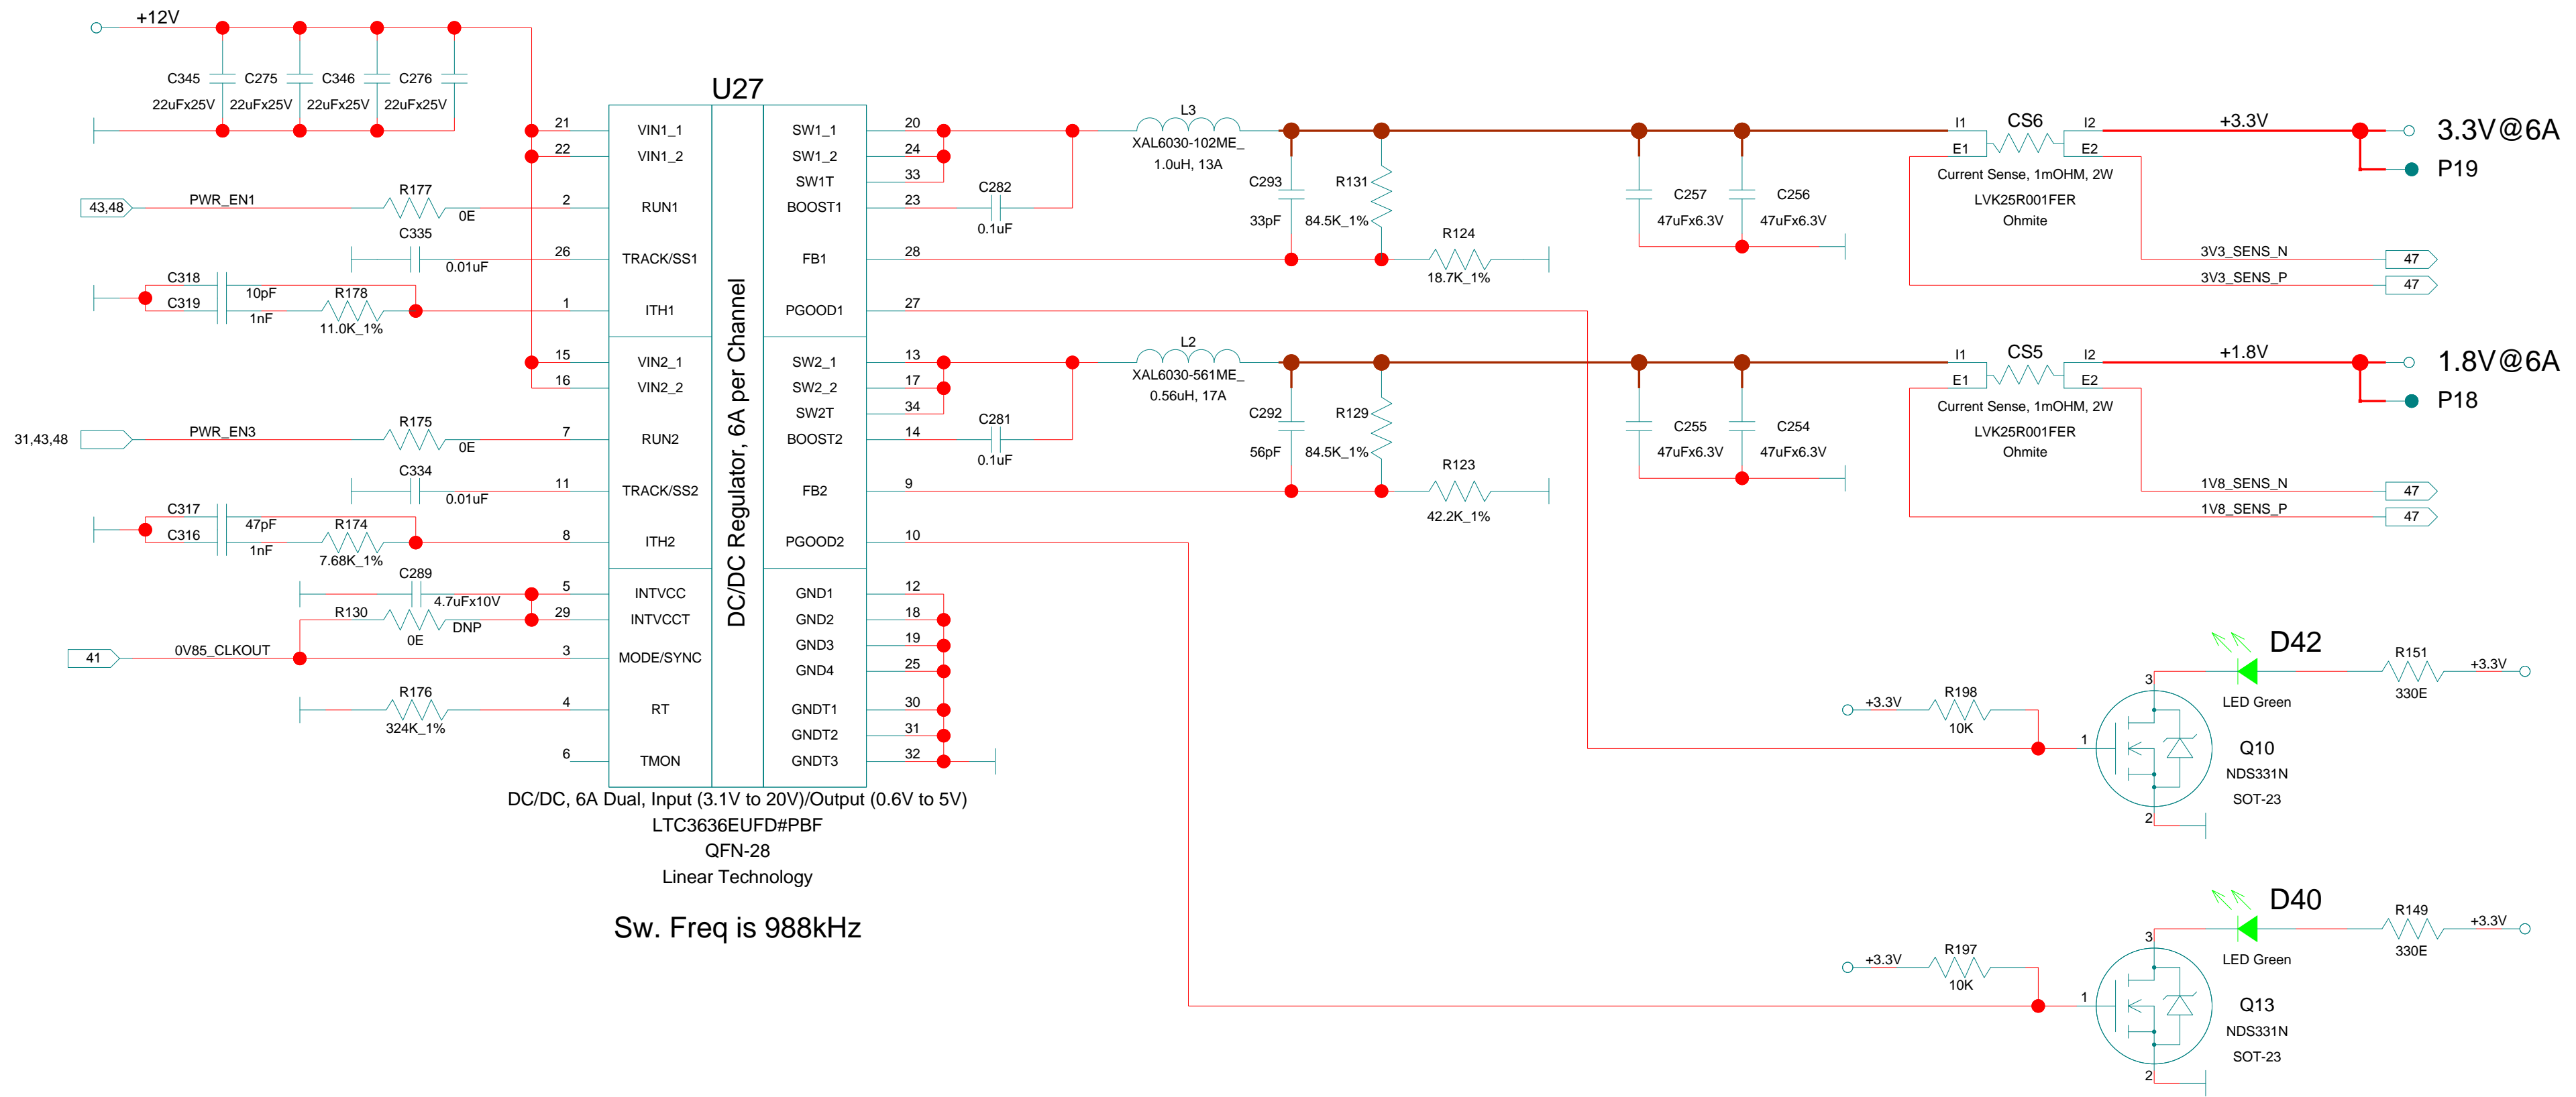 +12V
C345
C275
C346
C276
22uFx25V
22uFx25V
22uFx25V
22uFx25V
U27
21
VIN1_1
22
VIN1_2
43,48
PWR_EN1
R177
0E
2
RUN1
C335
0.01uF
26
TRACK/SS1
C318
10pF
C319
1nF
R178
11.0K_1%
1
ITH1
15
VIN2_1
16
VIN2_2
31,43,48
PWR_EN3
R175
0E
7
RUN2
C334
0.01uF
11
TRACK/SS2
C317
47pF
C316
1nF
R174
7.68K_1%
8
ITH2
C289
4.7uFx10V
5
INTVCC
R130
0E
DNP
29
INTVCCT
41
0V85_CLKOUT
3
MODE/SYNC
R176
324K_1%
4
RT
6
TMON
DC/DC Regulator, 6A per Channel
SW1_1
20
SW1_2
24
SW1T
33
BOOST1
23
FB1
28
PGOOD1
27
SW2_1
13
SW2_2
17
SW2T
34
BOOST2
14
FB2
9
PGOOD2
10
GND1
12
GND2
18
GND3
19
GND4
25
GNDT1
30
GNDT2
31
GNDT3
32
DC/DC, 6A Dual, Input (3.1V to 20V)/Output (0.6V to 5V)
LTC3636EUFD#PBF
QFN-28
Linear Technology
Sw. Freq is 988kHz
C282
0.1uF
L3
XAL6030-102ME_
1.0uH, 13A
C293
33pF
R131
84.5K_1%
R124
18.7K_1%
C257
47uFx6.3V
C256
47uFx6.3V
I1
CS6
I2
E1
E2
Current Sense, 1mOHM, 2W
LVK25R001FER
Ohmite
+3.3V
3.3V@6A
P19
3V3_SENS_N
47
3V3_SENS_P
47
C281
0.1uF
L2
XAL6030-561ME_
0.56uH, 17A
C292
56pF
R129
84.5K_1%
R123
42.2K_1%
C255
47uFx6.3V
C254
47uFx6.3V
I1
CS5
I2
E1
E2
Current Sense, 1mOHM, 2W
LVK25R001FER
Ohmite
+1.8V
1.8V@6A
P18
1V8_SENS_N
47
1V8_SENS_P
47
D42
LED Green
R151
330E
+3.3V
+3.3V
R198
10K
3
1
2
Q10
NDS331N
SOT-23
D40
LED Green
R149
330E
+3.3V
+3.3V
R197
10K
3
1
2
Q13
NDS331N
SOT-23